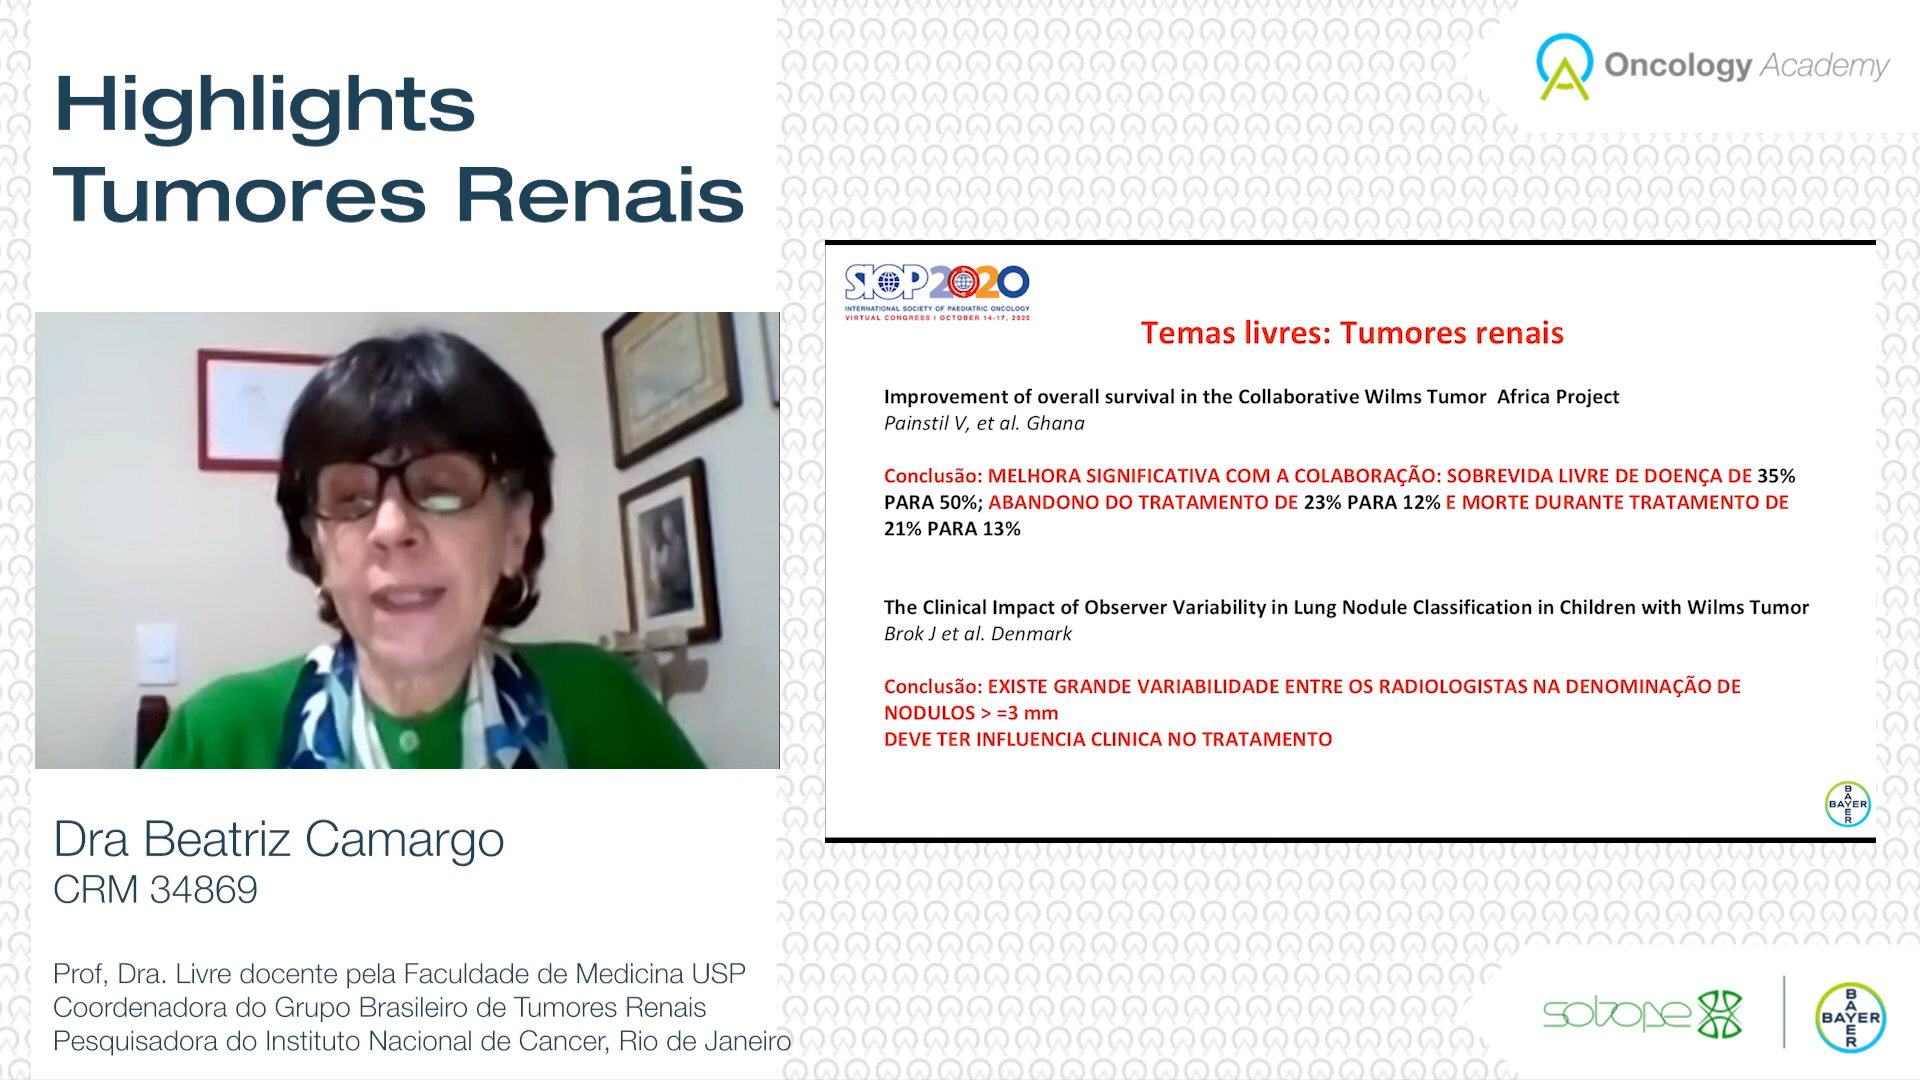 Highlights
Tumores Renais
Oncology Academy
SIOP 2020
INTERNATIONAL SOCIETY OF PAEDIATRIC ONCOLOGY
VIRTUAL CONGRESS | OCTOBER 14-17, 2020
Temas livres: Tumores renais
Improvement of overall survival in the Collaborative Wilms Tumor Africa Project
Painstil V, et al. Ghana
Conclusão: MELHORA SIGNIFICATIVA COM A COLABORAÇÃO: SOBREVIDA LIVRE DE DOENÇA DE 35%
PARA 50%; ABANDONO DO TRATAMENTO DE 23% PARA 12% E MORTE DURANTE TRATAMENTO DE
21% PARA 13%
The Clinical Impact of Observer Variability in Lung Nodule Classification in Children with Wilms Tumor
Brok J et al. Denmark
Conclusão: EXISTE GRANDE VARIABILIDADE ENTRE OS RADIOLOGISTAS NA DENOMINAÇÃO DE
NODULOS > =3 mm
DEVE TER INFLUENCIA CLINICA NO TRATAMENTO
BAYER
Dra Beatriz Camargo
CRM 34869
Prof, Dra. Livre docente pela Faculdade de Medicina USP
Coordenadora do Grupo Brasileiro de Tumores Renais
Pesquisadora do Instituto Nacional de Cancer, Rio de Janeiro
sobope
BAYER